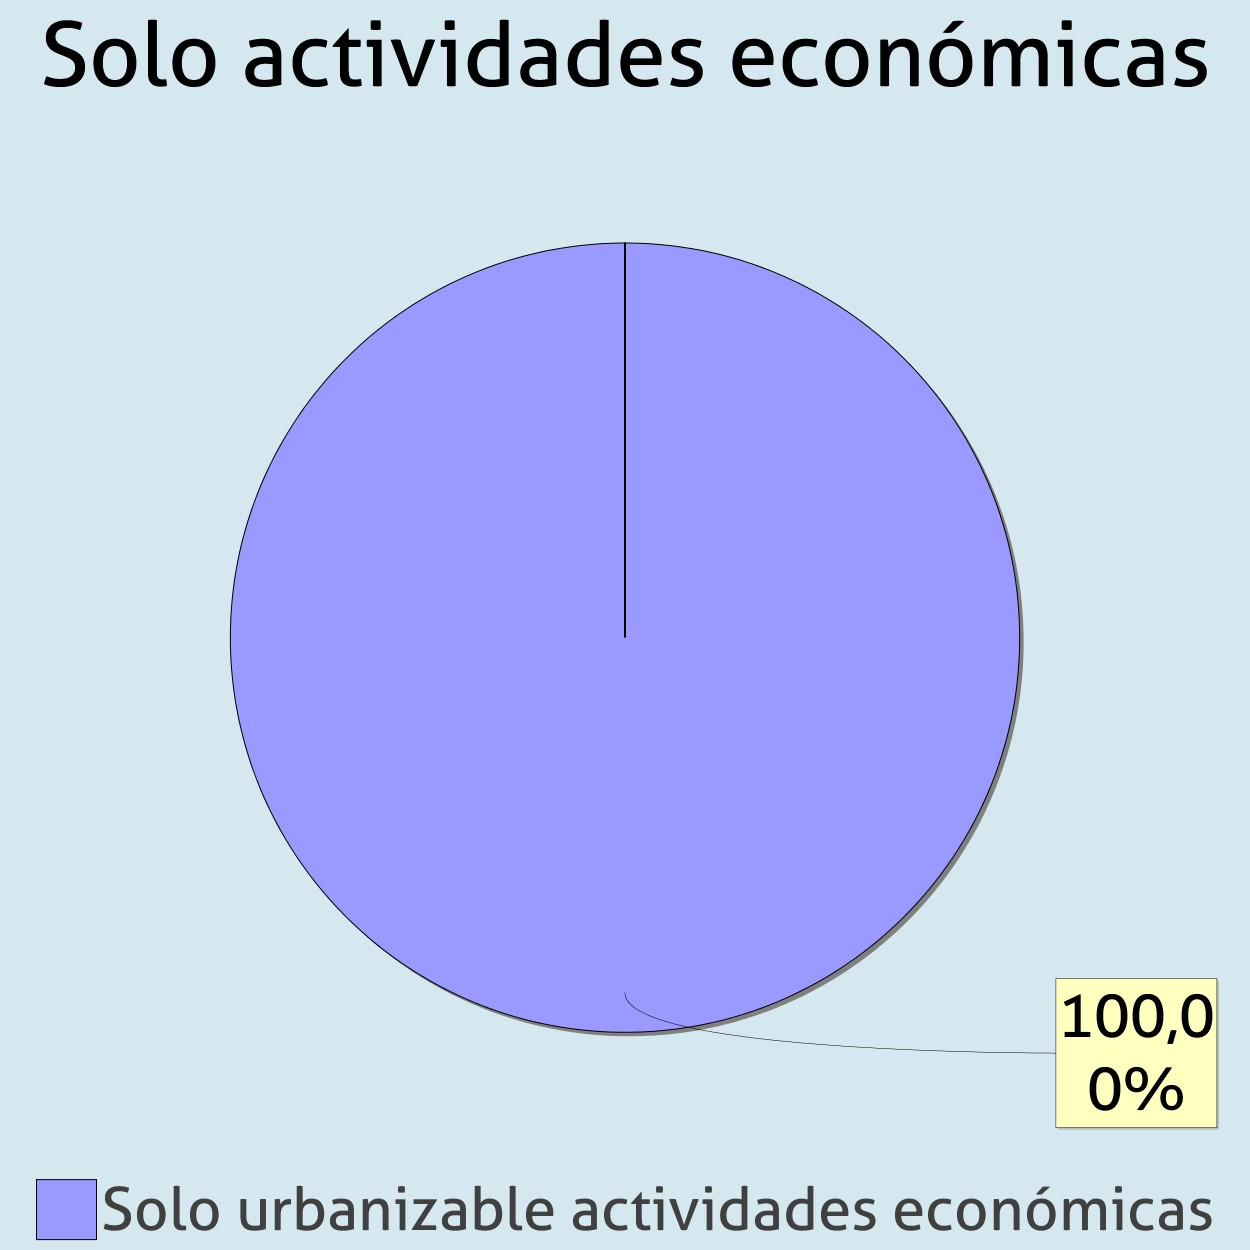 Solo actividades económicas
100,0
0%
Solo urbanizable actividades económicas